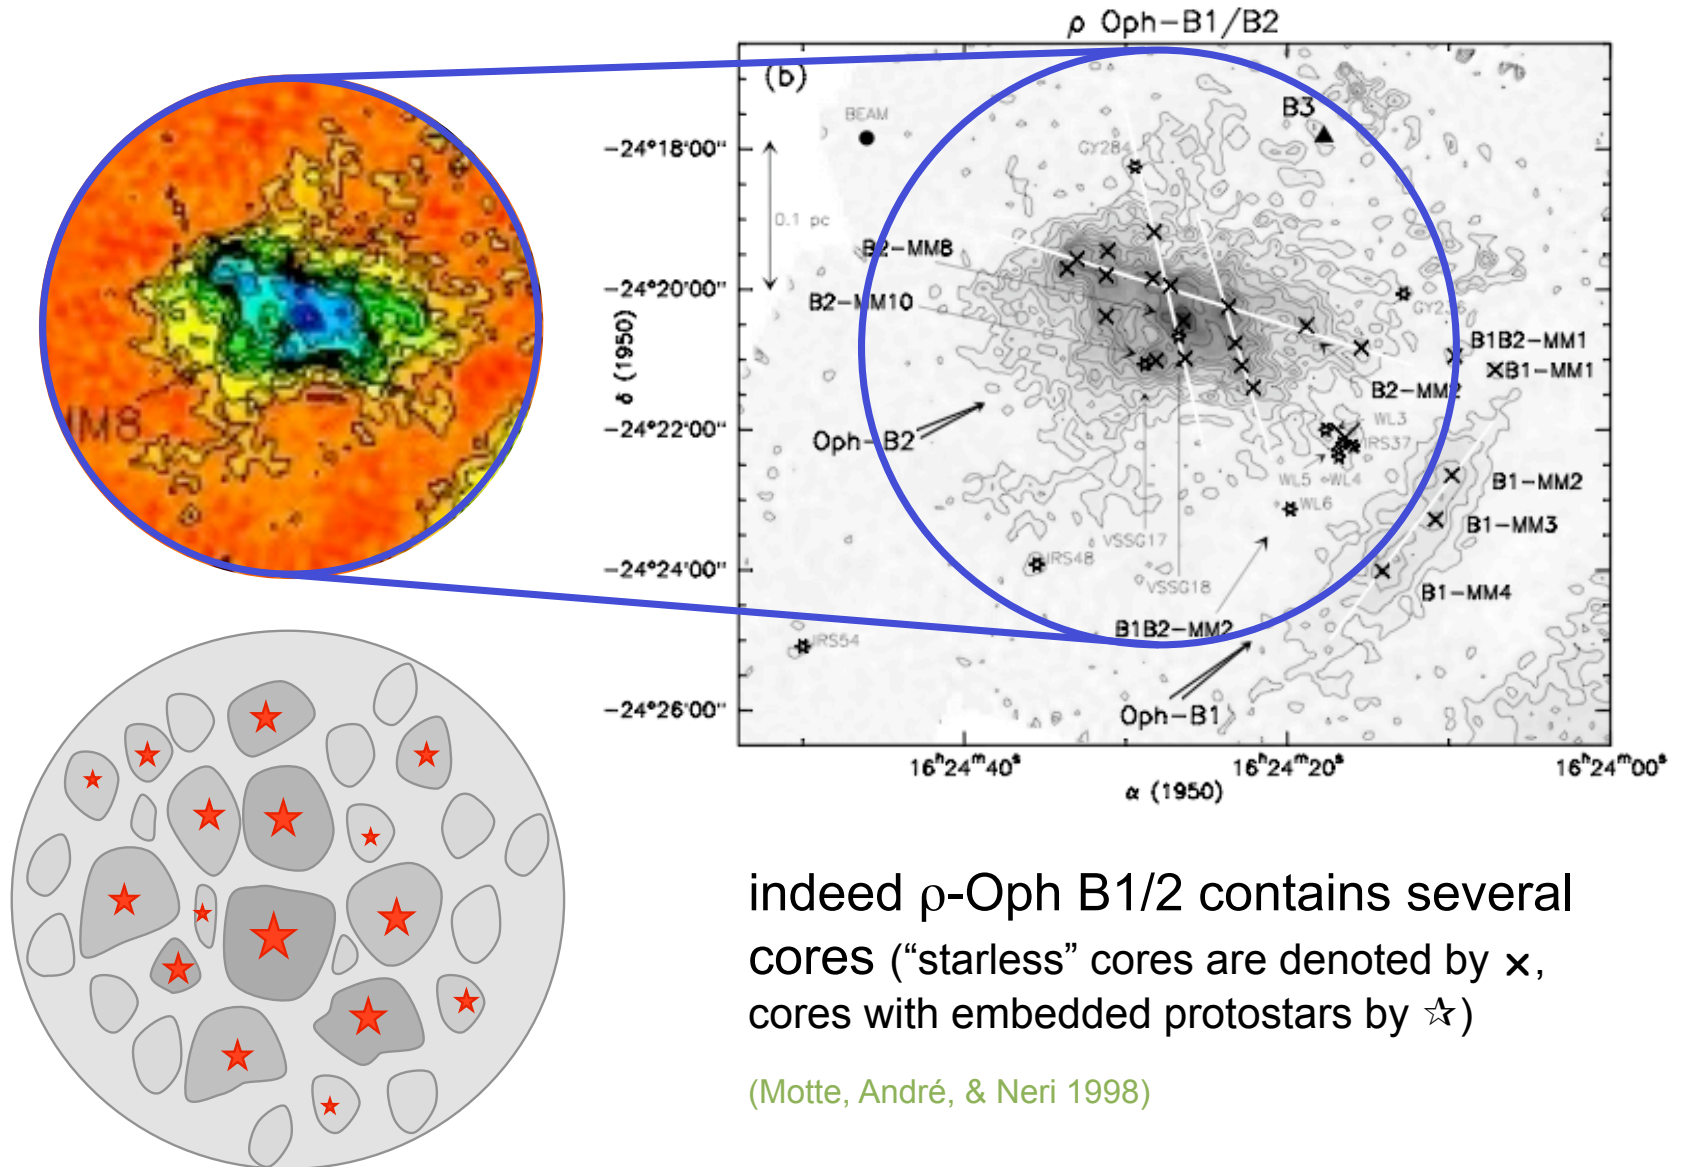 ρ Oph-B1/B2
(b)
BEAM
B3
-24°18'00"
GY284
0.1 pc
B2-MM8
-24°20'00"
B2-MM10
B1B2-MM1
B1-MM1
δ (1950)
B2-MM2
-24°22'00"
Oph-B2
WL3
IRS37
WL5
WL4
WL6
B1-MM2
B1-MM3
VSSG17
IRS48
-24°24'00"
VSSG18
B1-MM4
B1B2-MM2
IRS54
-24°26'00"
Oph-B1
16ʰ24ᵐ40ˢ
16ʰ24ᵐ20ˢ
16ʰ24ᵐ00ˢ
α (1950)
MM8
indeed ρ-Oph B1/2 contains several
cores (“starless” cores are denoted by ×,
cores with embedded protostars by ☆)
(Motte, André, & Neri 1998)